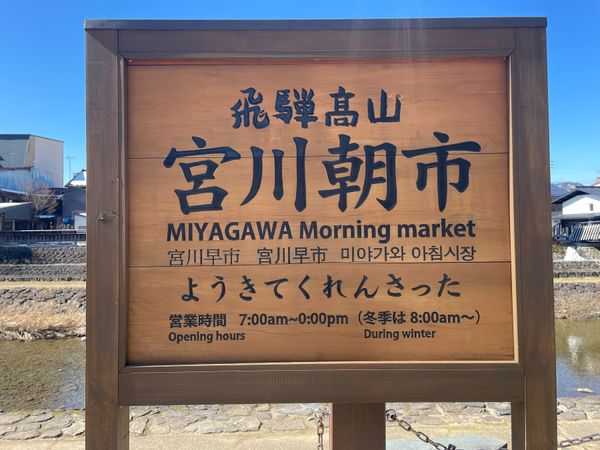 飛騨髙山
宮川朝市
MIYAGAWA Morning market
宮川早市 宫川早市 미야가와 아침시장
ようきてくれんさった
営業時間 7:00am~0:00pm（冬季は 8:00am～）
Opening hours During winter